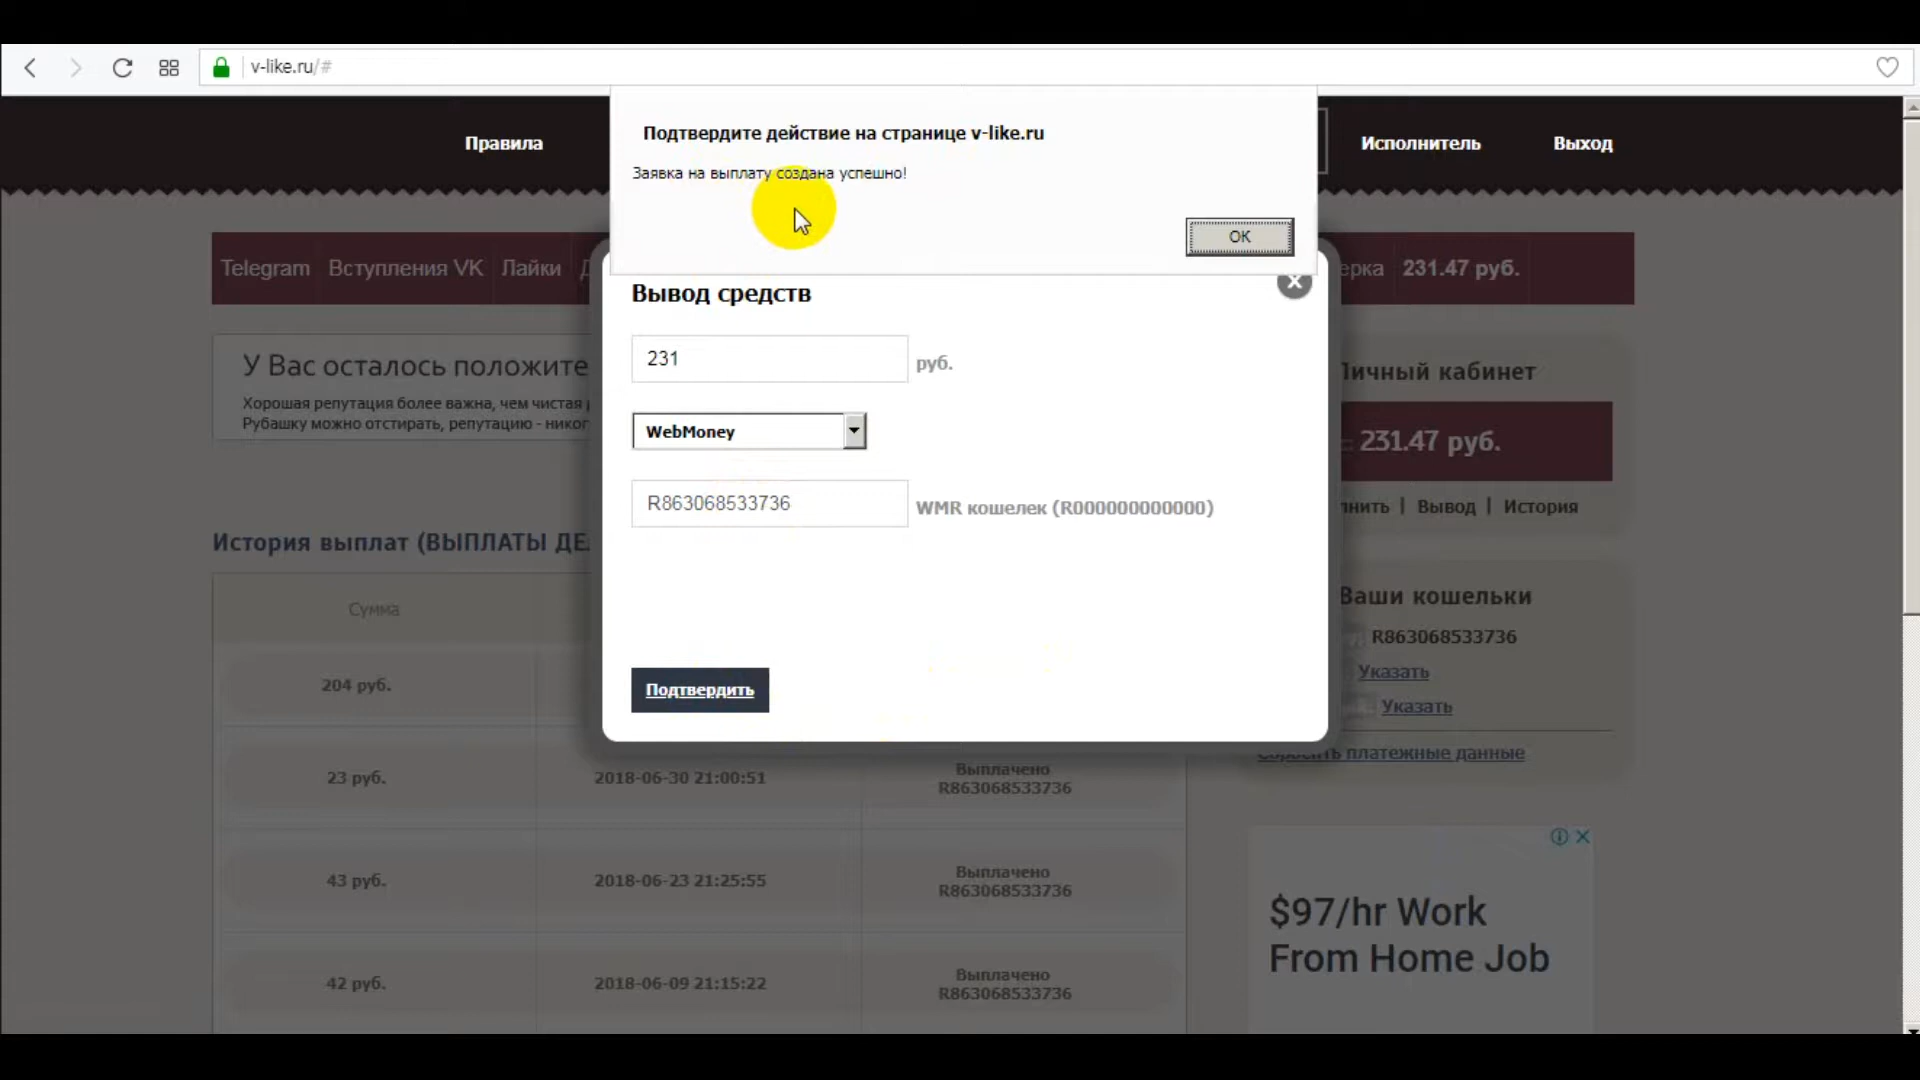 v-like.ru/#
Подтвердите действие на странице v-like.ru
Заявка на выплату создана успешно!
OK
Правила
Исполнитель
Выход
Telegram
Вступления VK
Лайки
231.47 руб.
Вывод средств
231
руб.
WebMoney
R863068533736
WMR кошелек (R000000000000)
Подтвердить
У Вас осталось положите
Хорошая репутация более важна, чем чистая
Рубашку можно отстирать, репутацию -
Личный кабинет
231.47 руб.
Вывод | История
История выплат (ВЫПЛАТЫ ДЕ
Ваши кошельки
R863068533736
Указать
Указать
Сбросить платежные данные
Сумма
204 руб.
23 руб.
2018-06-30 21:00:51
Выплачено
R863068533736
43 руб.
2018-06-23 21:25:55
Выплачено
R863068533736
42 руб.
2018-06-09 21:15:22
Выплачено
R863068533736
$97/hr Work
From Home Job